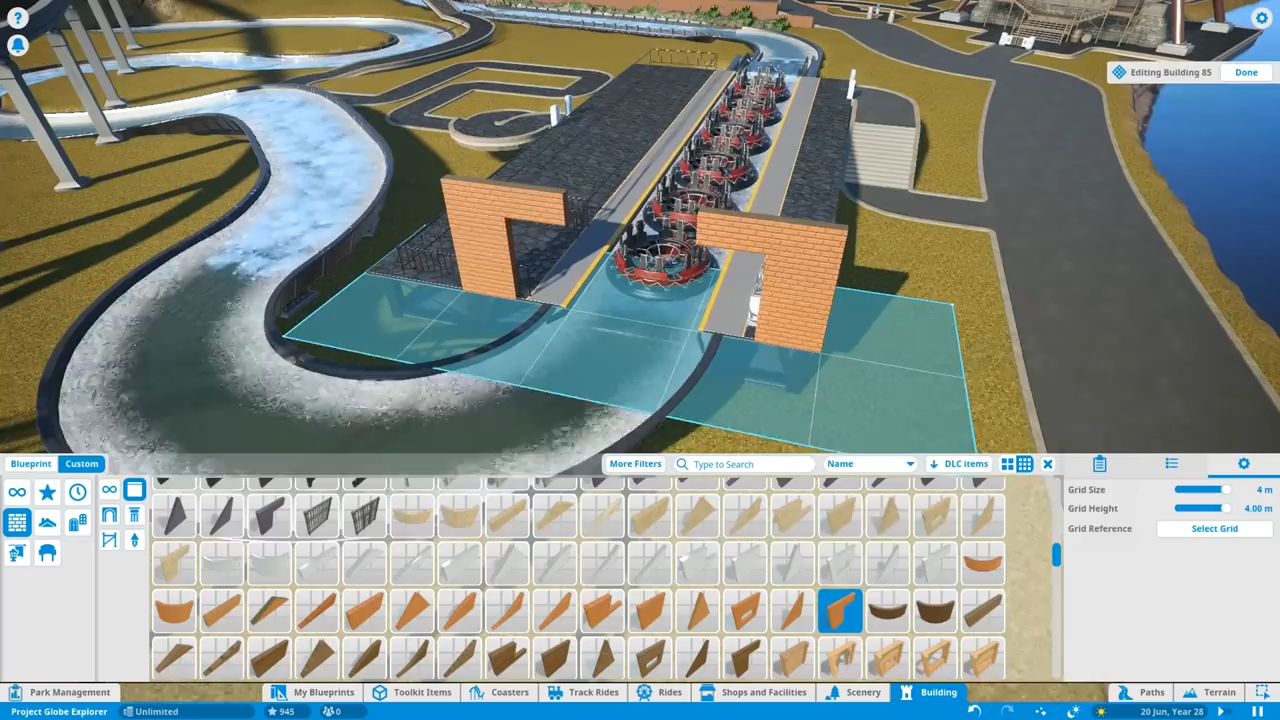 ?
Editing Building 85 Done
Blueprint Custom More Filters Type to Search Name DLC items
Grid Size 4 m
Grid Height 4.00 m
Grid Reference Select Grid
Park Management My Blueprints Toolkit Items Coasters Track Rides Rides Shops and Facilities Scenery Building Paths Terrain
Project Globe Explorer Unlimited 945 0 20 Jun, Year 28